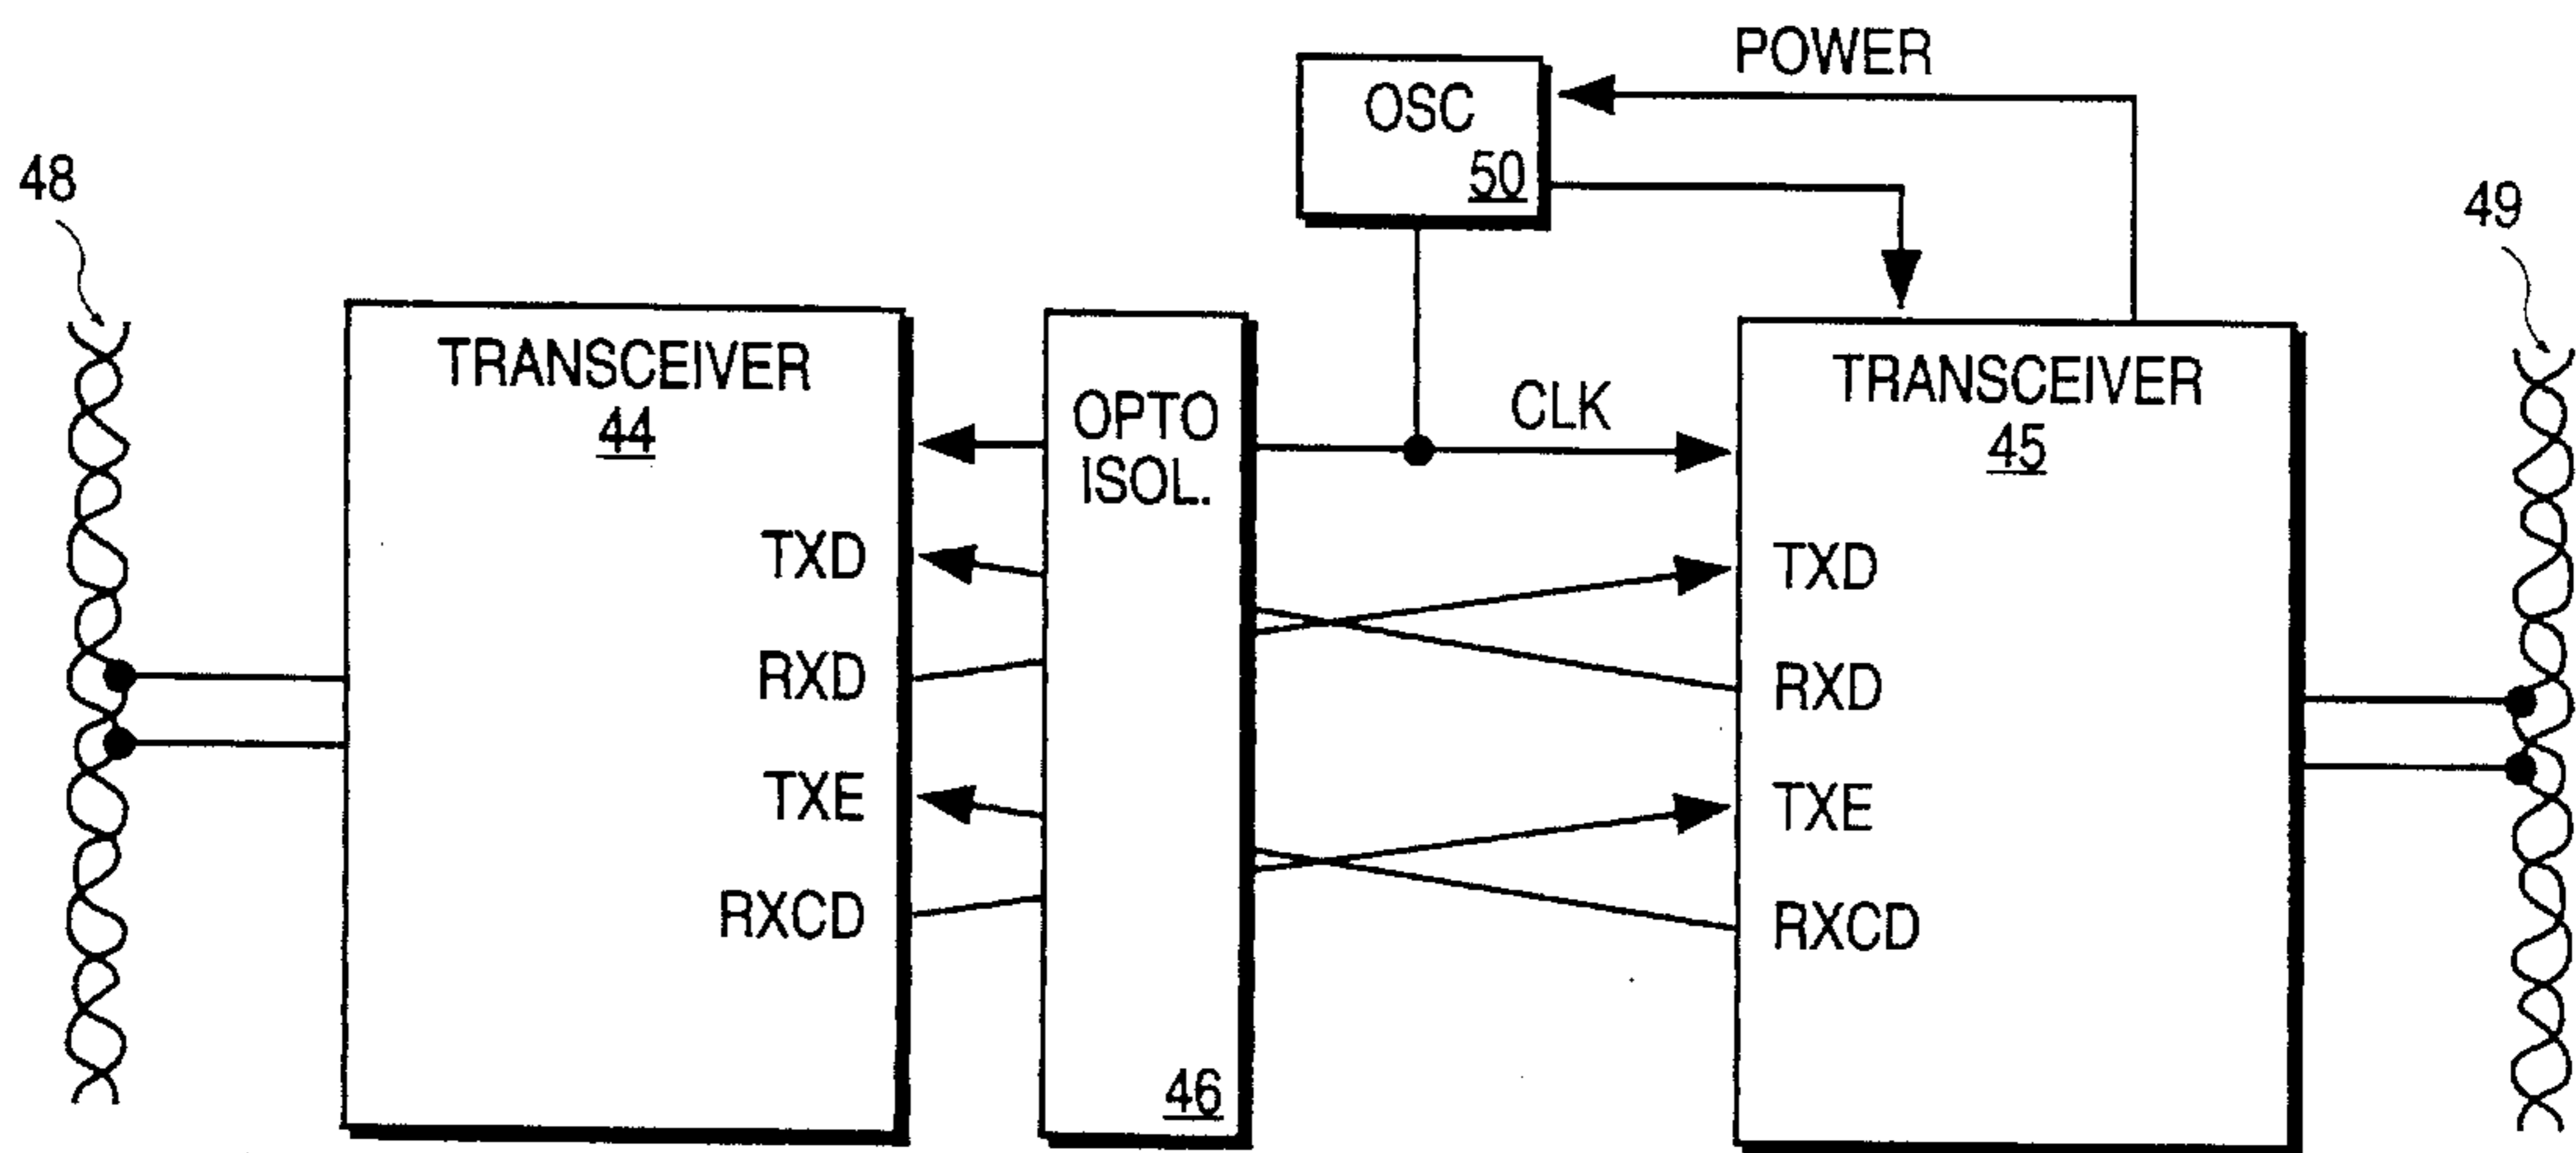 POWER
OSC
50
48
49
TRANSCEIVER
44
OPTO
ISOL.
CLK
TRANSCEIVER
45
TXD
TXD
RXD
RXD
TXE
TXE
RXCD
RXCD
46